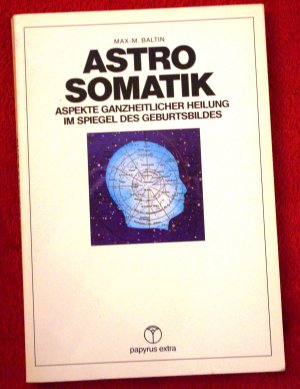 MAX-M. BALTIN
ASTRO
SOMATIK
ASPEKTE GANZHEITLICHER HEILUNG
IM SPIEGEL DES GEBURTSBILDES
papyrus extra